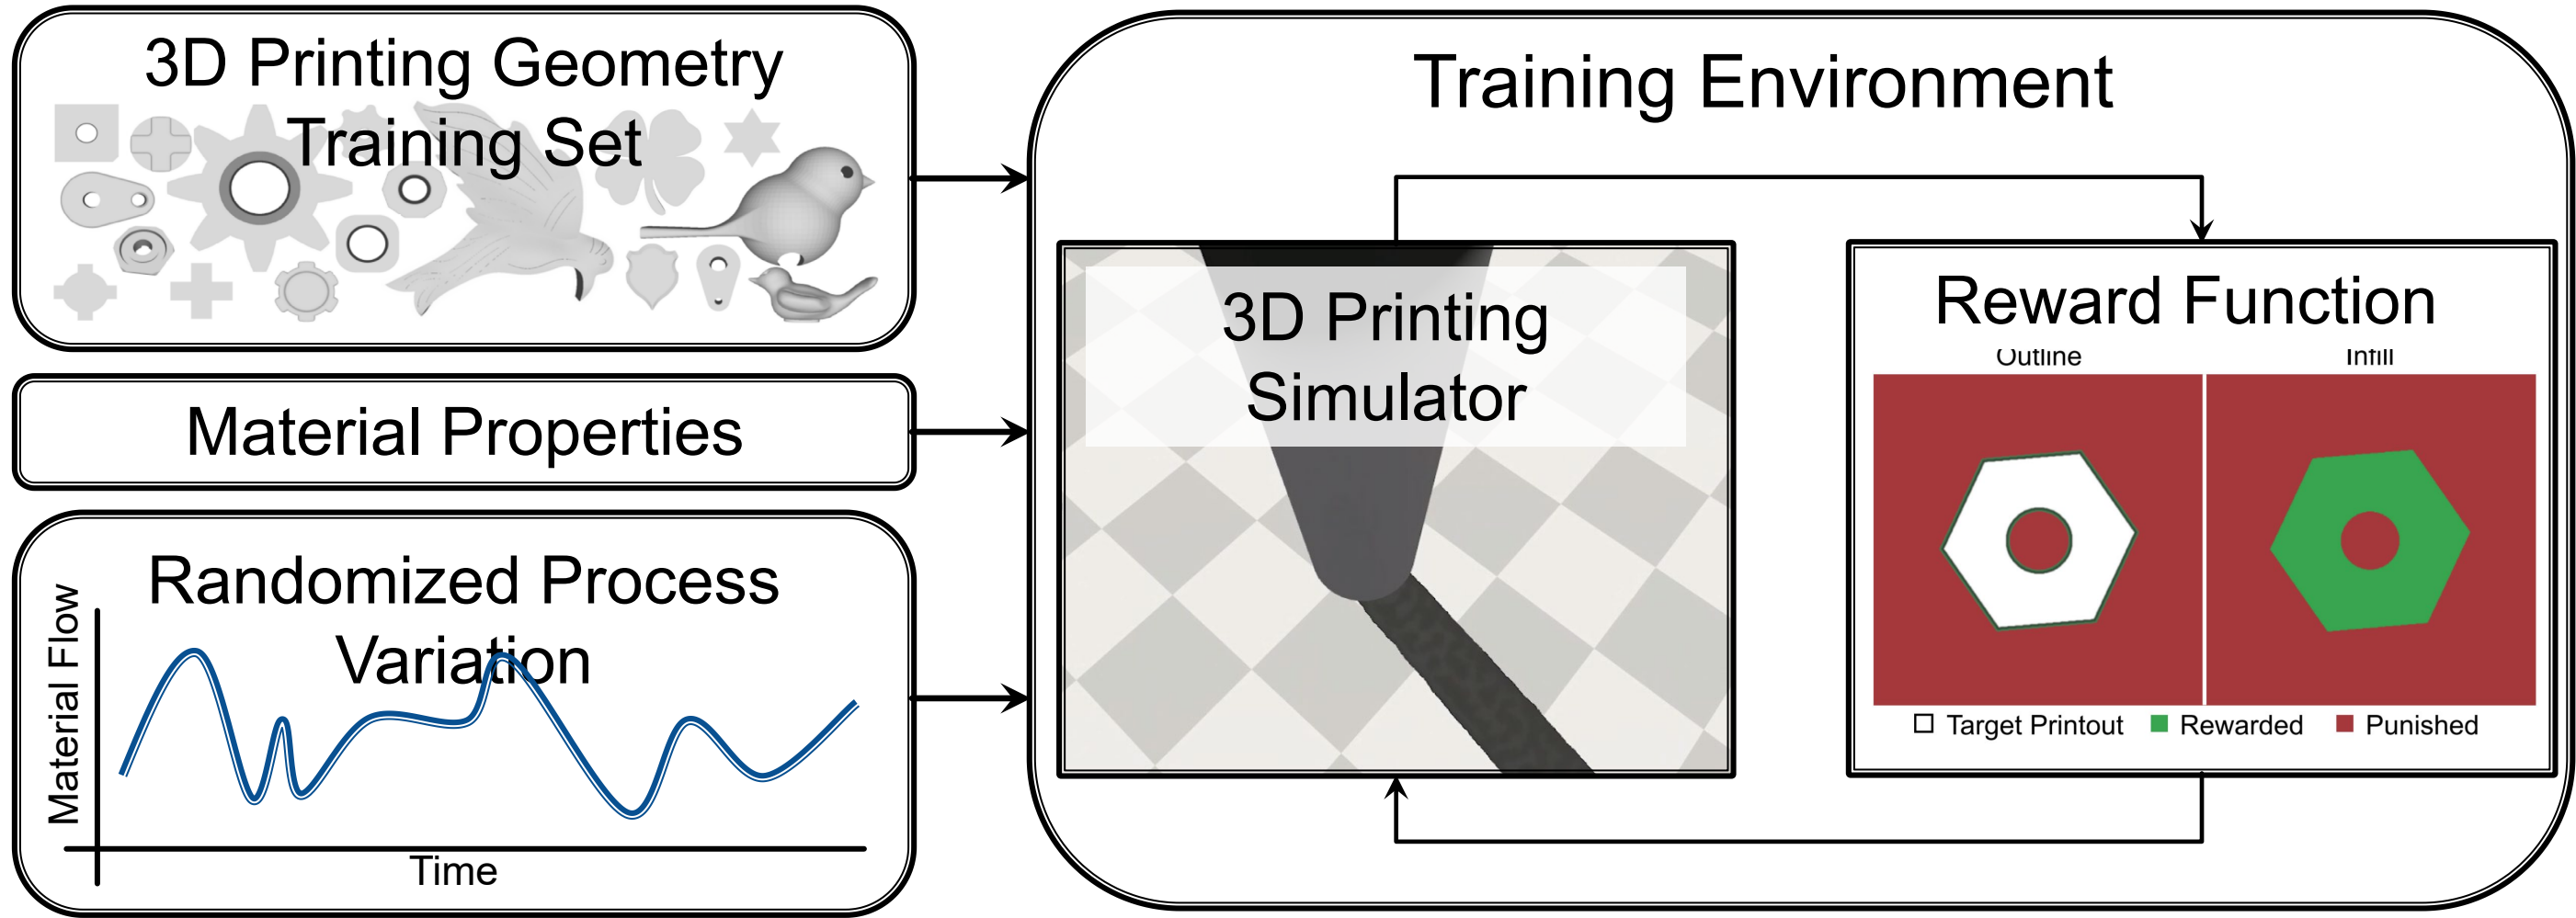 3D Printing Geometry
Training Set
Material Properties
Randomized Process
Variation
Material Flow
Time
Training Environment
3D Printing
Simulator
Reward Function
Outline
Infill
Target Printout
Rewarded
Punished